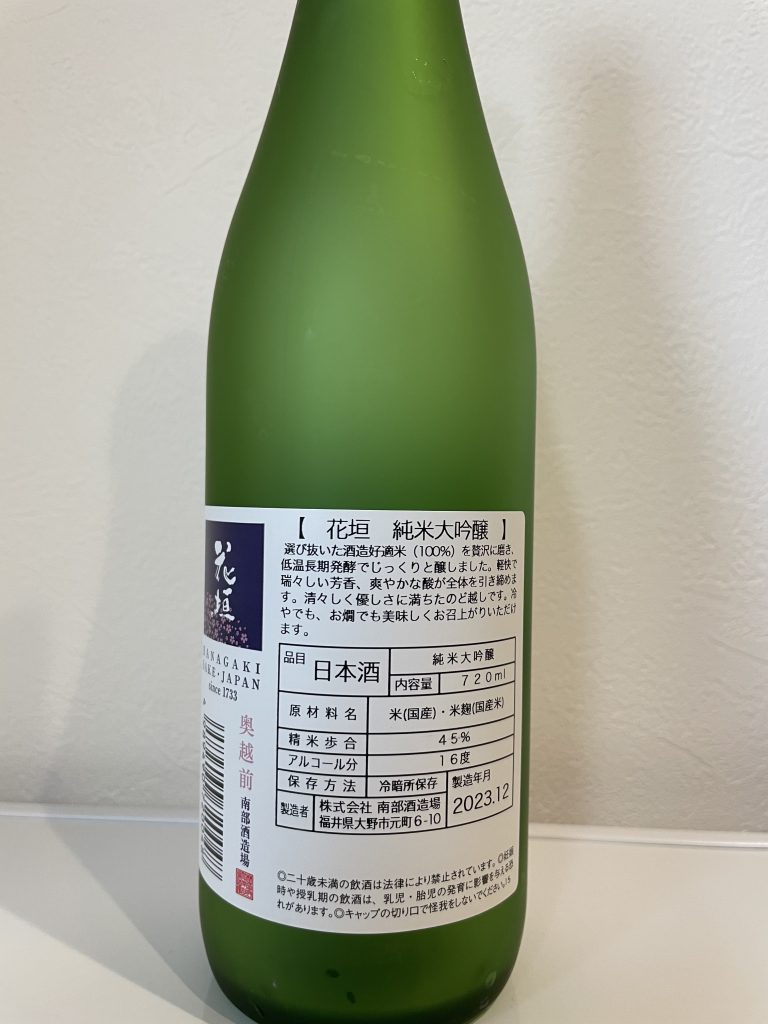 花垣
HANAGAKI
SAKE・JAPAN
since 1733
奥越前
南部酒造場
【 花垣 純米大吟醸 】
選び抜いた酒造好適米（100%）を贅沢に磨き、
低温長期発酵でじっくりと醸しました。軽快で
瑞々しい芳香、爽やかな酸が全体を引き締めま
す。清々しく優しさに満ちたのど越しです。冷
やでも、お燗でも美味しくお召上がりいただけ
ます。
品目 日本酒 純米大吟醸
内容量 720ml
原材料名 米(国産)・米麹(国産米)
精米歩合 45%
アルコール分 16度
保存方法 冷暗所保存 製造年月
2023.12
製造者 株式会社 南部酒造場
福井県大野市元町6-10
◎二十歳未満の飲酒は法律により禁止されています。◎妊娠
時や授乳期の飲酒は、乳児・胎児の発育に影響を与える恐
れがあります。◎キャップの切り口で怪我をしないでください。